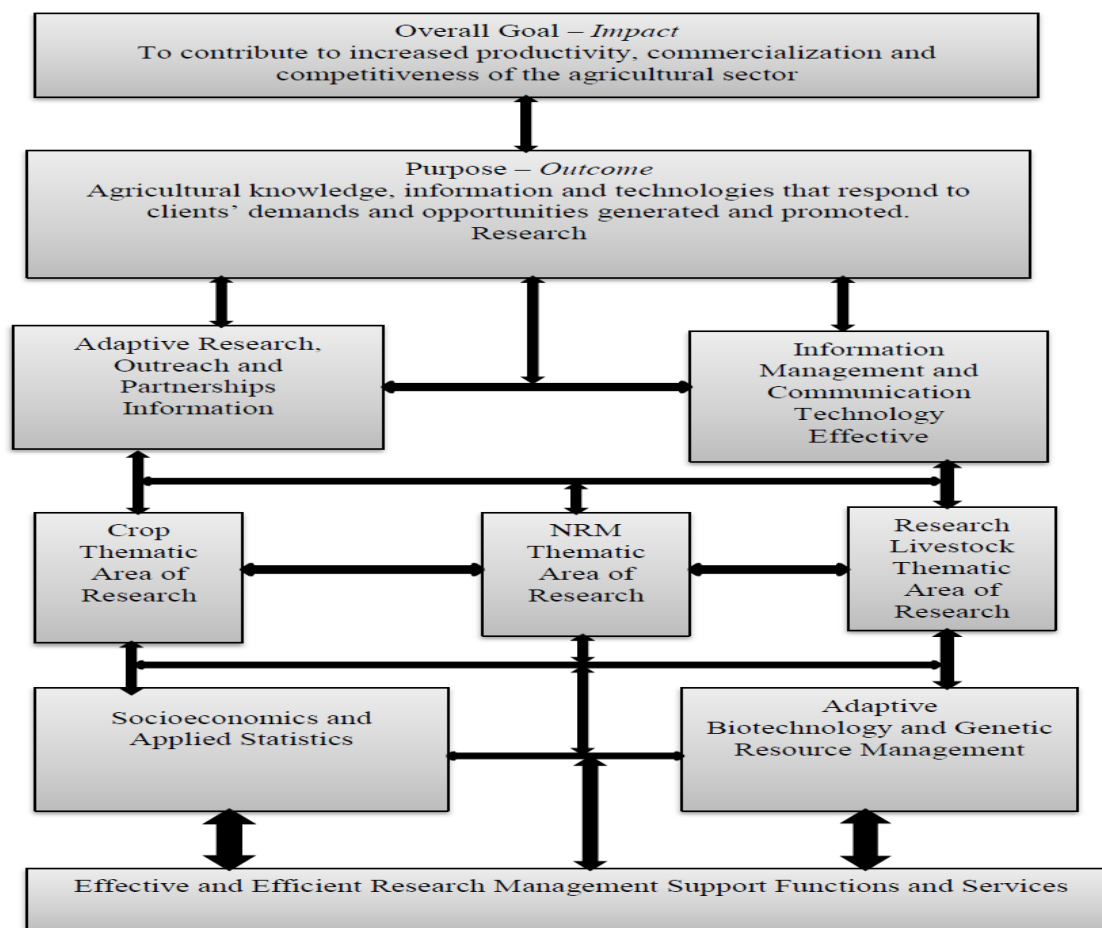 Overall Goal – Impact
To contribute to increased productivity, commercialization and
competitiveness of the agricultural sector
Purpose – Outcome
Agricultural knowledge, information and technologies that respond to
clients’ demands and opportunities generated and promoted.
Research
Adaptive Research,
Outreach and
Partnerships
Information
Information
Management and
Communication
Technology
Effective
Crop
Thematic
Area of
Research
NRM
Thematic
Area of
Research
Research
Livestock
Thematic
Area of
Research
Socioeconomics and
Applied Statistics
Adaptive
Biotechnology and Genetic
Resource Management
Effective and Efficient Research Management Support Functions and Services